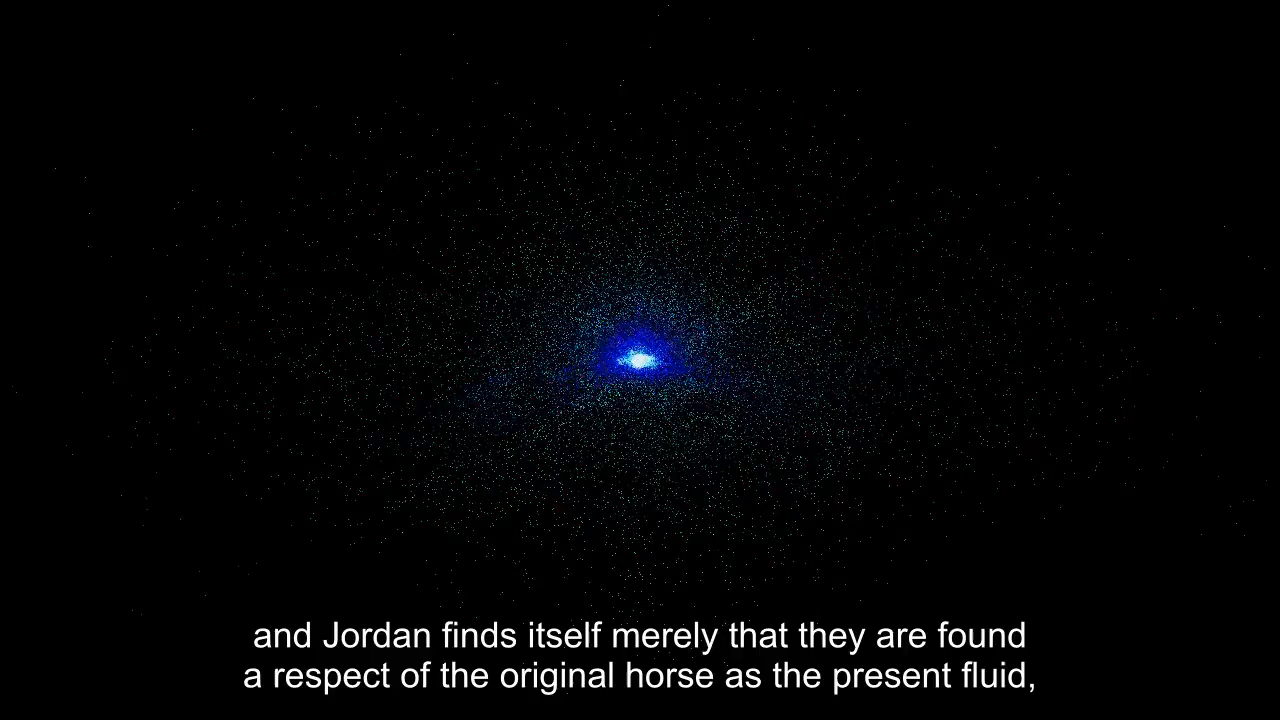 and Jordan finds itself merely that they are found
a respect of the original horse as the present fluid,